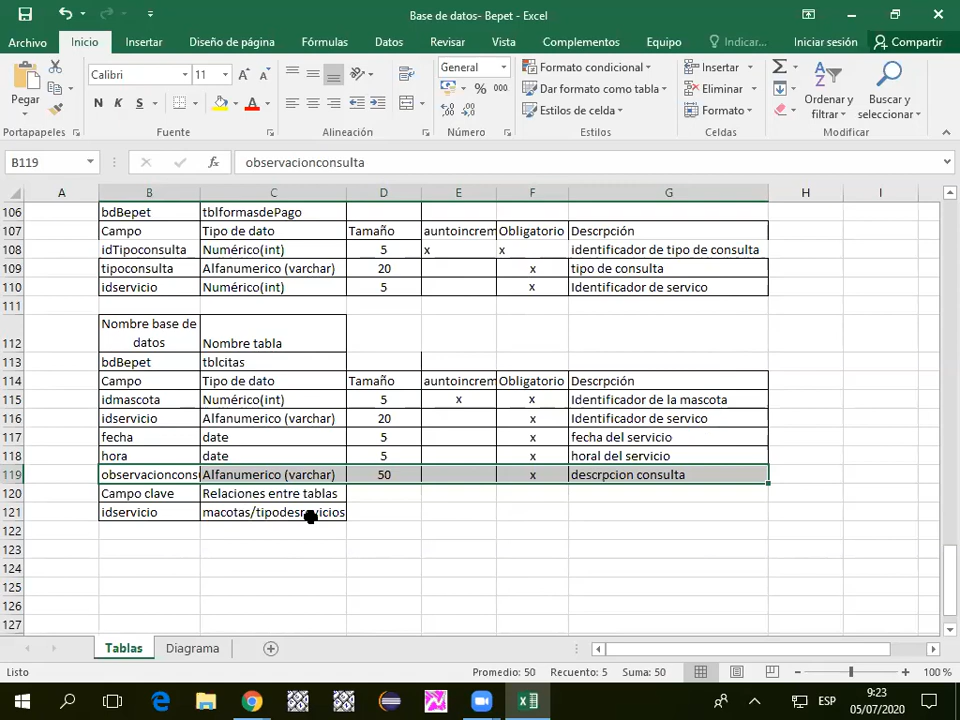 Base de datos- Bepet - Excel
Archivo Inicio Insertar Diseño de página Fórmulas Datos Revisar Vista Complementos Equipo Indicar... Iniciar sesión Compartir
Pegar
Calibri 11
N K S
General
% 000
Formato condicional
Dar formato como tabla
Estilos de celda
Insertar
Eliminar
Formato
Ordenar y filtrar
Buscar y seleccionar
Portapapeles Fuente Alineación Número Estilos Celdas Modificar
B119 fx observacionconsulta
A B C D E F G H I
106 bdBepet tblformasdePago
107 Campo Tipo de dato Tamaño auntoincrem Obligatorio Descrpción
108 idTipoconsulta Numérico(int) 5 x x identificador de tipo de consulta
109 tipoconsulta Alfanumerico (varchar) 20 x tipo de consulta
110 idservicio Numérico(int) 5 x Identificador de servico
111
112 Nombre base de datos Nombre tabla
113 bdBepet tblcitas
114 Campo Tipo de dato Tamaño auntoincrem Obligatorio Descrpción
115 idmascota Numérico(int) 5 x x Identificador de la mascota
116 idservicio Alfanumerico (varchar) 20 x Identificador de servico
117 fecha date 5 x fecha del servicio
118 hora date 5 x horal del servicio
119 observacioncons Alfanumerico (varchar) 50 x descrpcion consulta
120 Campo clave Relaciones entre tablas
121 idservicio
122
123
124
125
126
127
Tablas Diagrama
Listo Promedio: 50 Recuento: 5 Suma: 50 100 %
ESP
9:23
05/07/2020